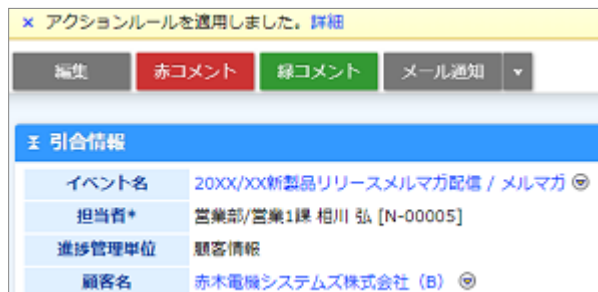 × アクションルールを適用しました。詳細
編集 赤コメント 緑コメント メール通知
引合情報
イベント名 20XX/XX新製品リリースメルマガ配信 / メルマガ
担当者* 営業部/営業1課 相川 弘 [N-00005]
進捗管理単位 顧客情報
顧客名 赤木電機システムズ株式会社（B）